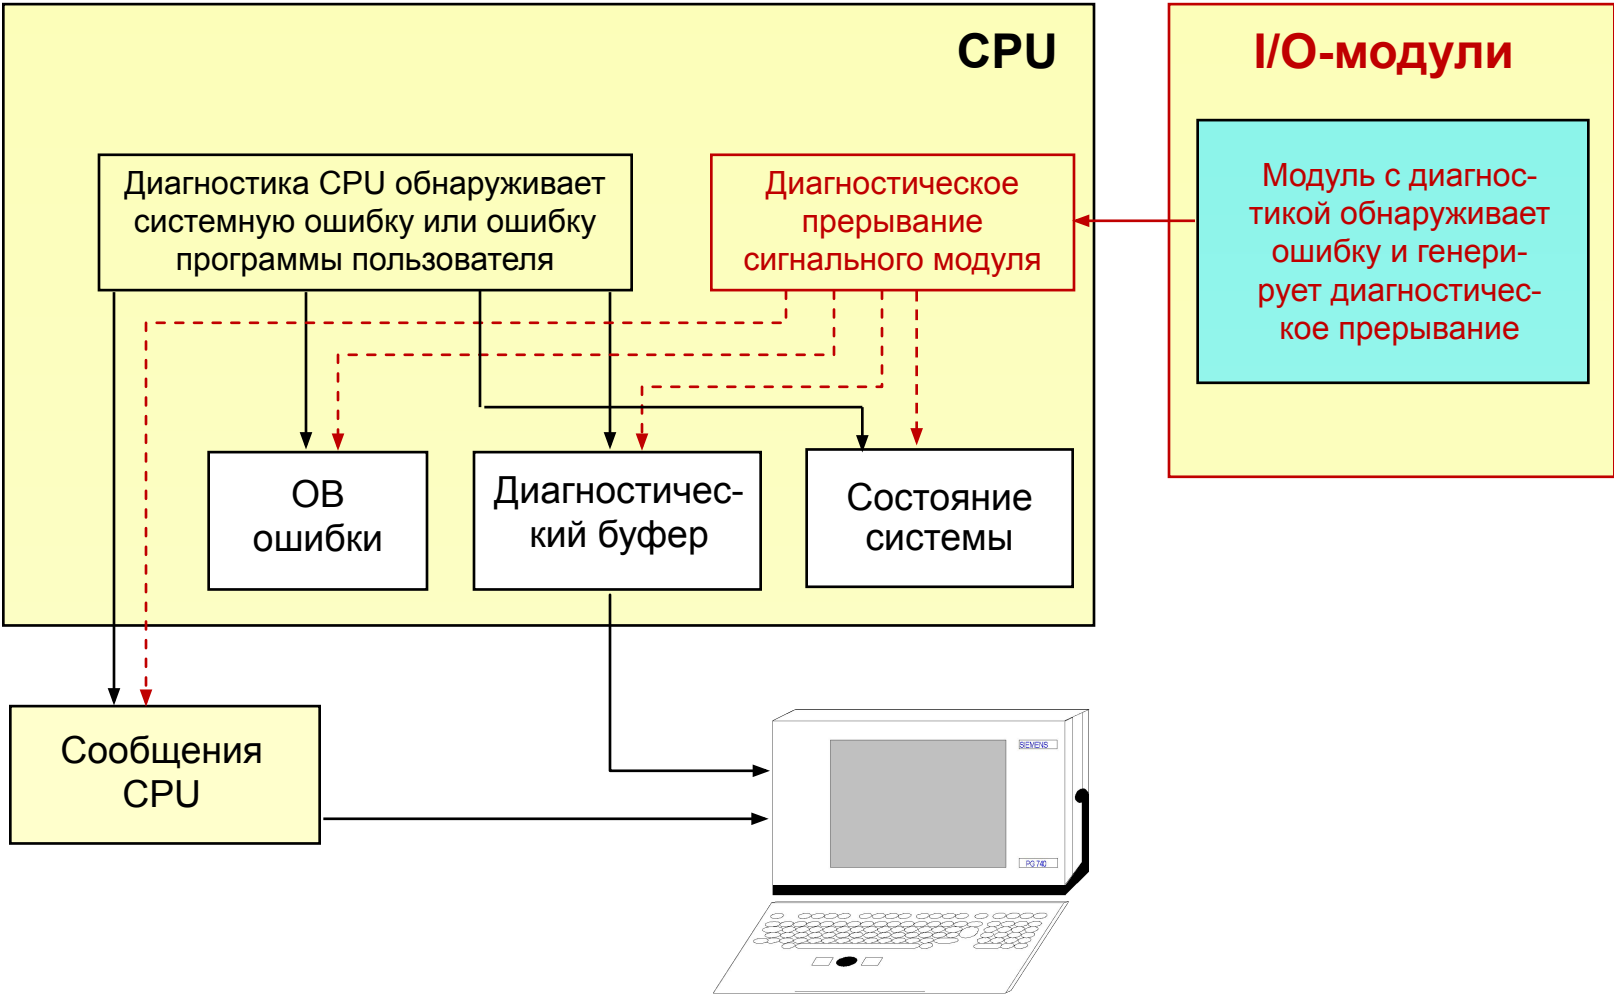 CPU
I/O-модули
Диагностика CPU обнаруживает
системную ошибку или ошибку
программы пользователя
Диагностическое
прерывание
сигнального модуля
Модуль с диагнос-
тикой обнаруживает
ошибку и генери-
рует диагностичес-
кое прерывание
OB
ошибки
Диагностичес-
кий буфер
Состояние
системы
Сообщения
CPU
SIEMENS
PG 740